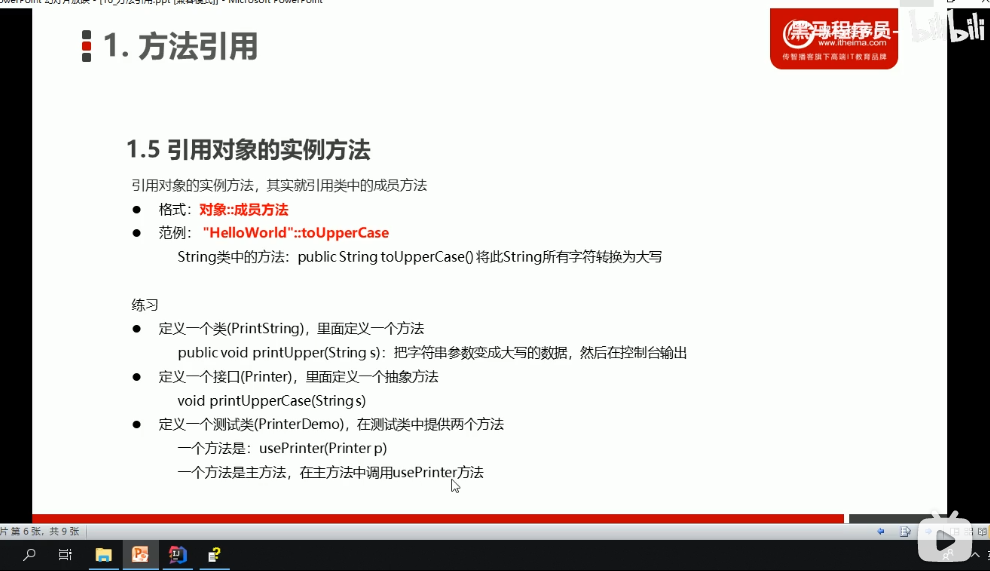 1. 方法引用
黑马程序员
www.itheima.com
传智播客旗下高端IT教育品牌
bilibili
1.5 引用对象的实例方法
引用对象的实例方法，其实就引用类中的成员方法
● 格式：对象::成员方法
● 范例："HelloWorld"::toUpperCase
String类中的方法：public String toUpperCase() 将此String所有字符转换为大写
练习
● 定义一个类(PrintString)，里面定义一个方法
public void printUpper(String s)：把字符串参数变成大写的数据，然后在控制台输出
● 定义一个接口(Printer)，里面定义一个抽象方法
void printUpperCase(String s)
● 定义一个测试类(PrinterDemo)，在测试类中提供两个方法
一个方法是：usePrinter(Printer p)
一个方法是主方法，在主方法中调用usePrinter方法
片 第 6 张，共 9 张